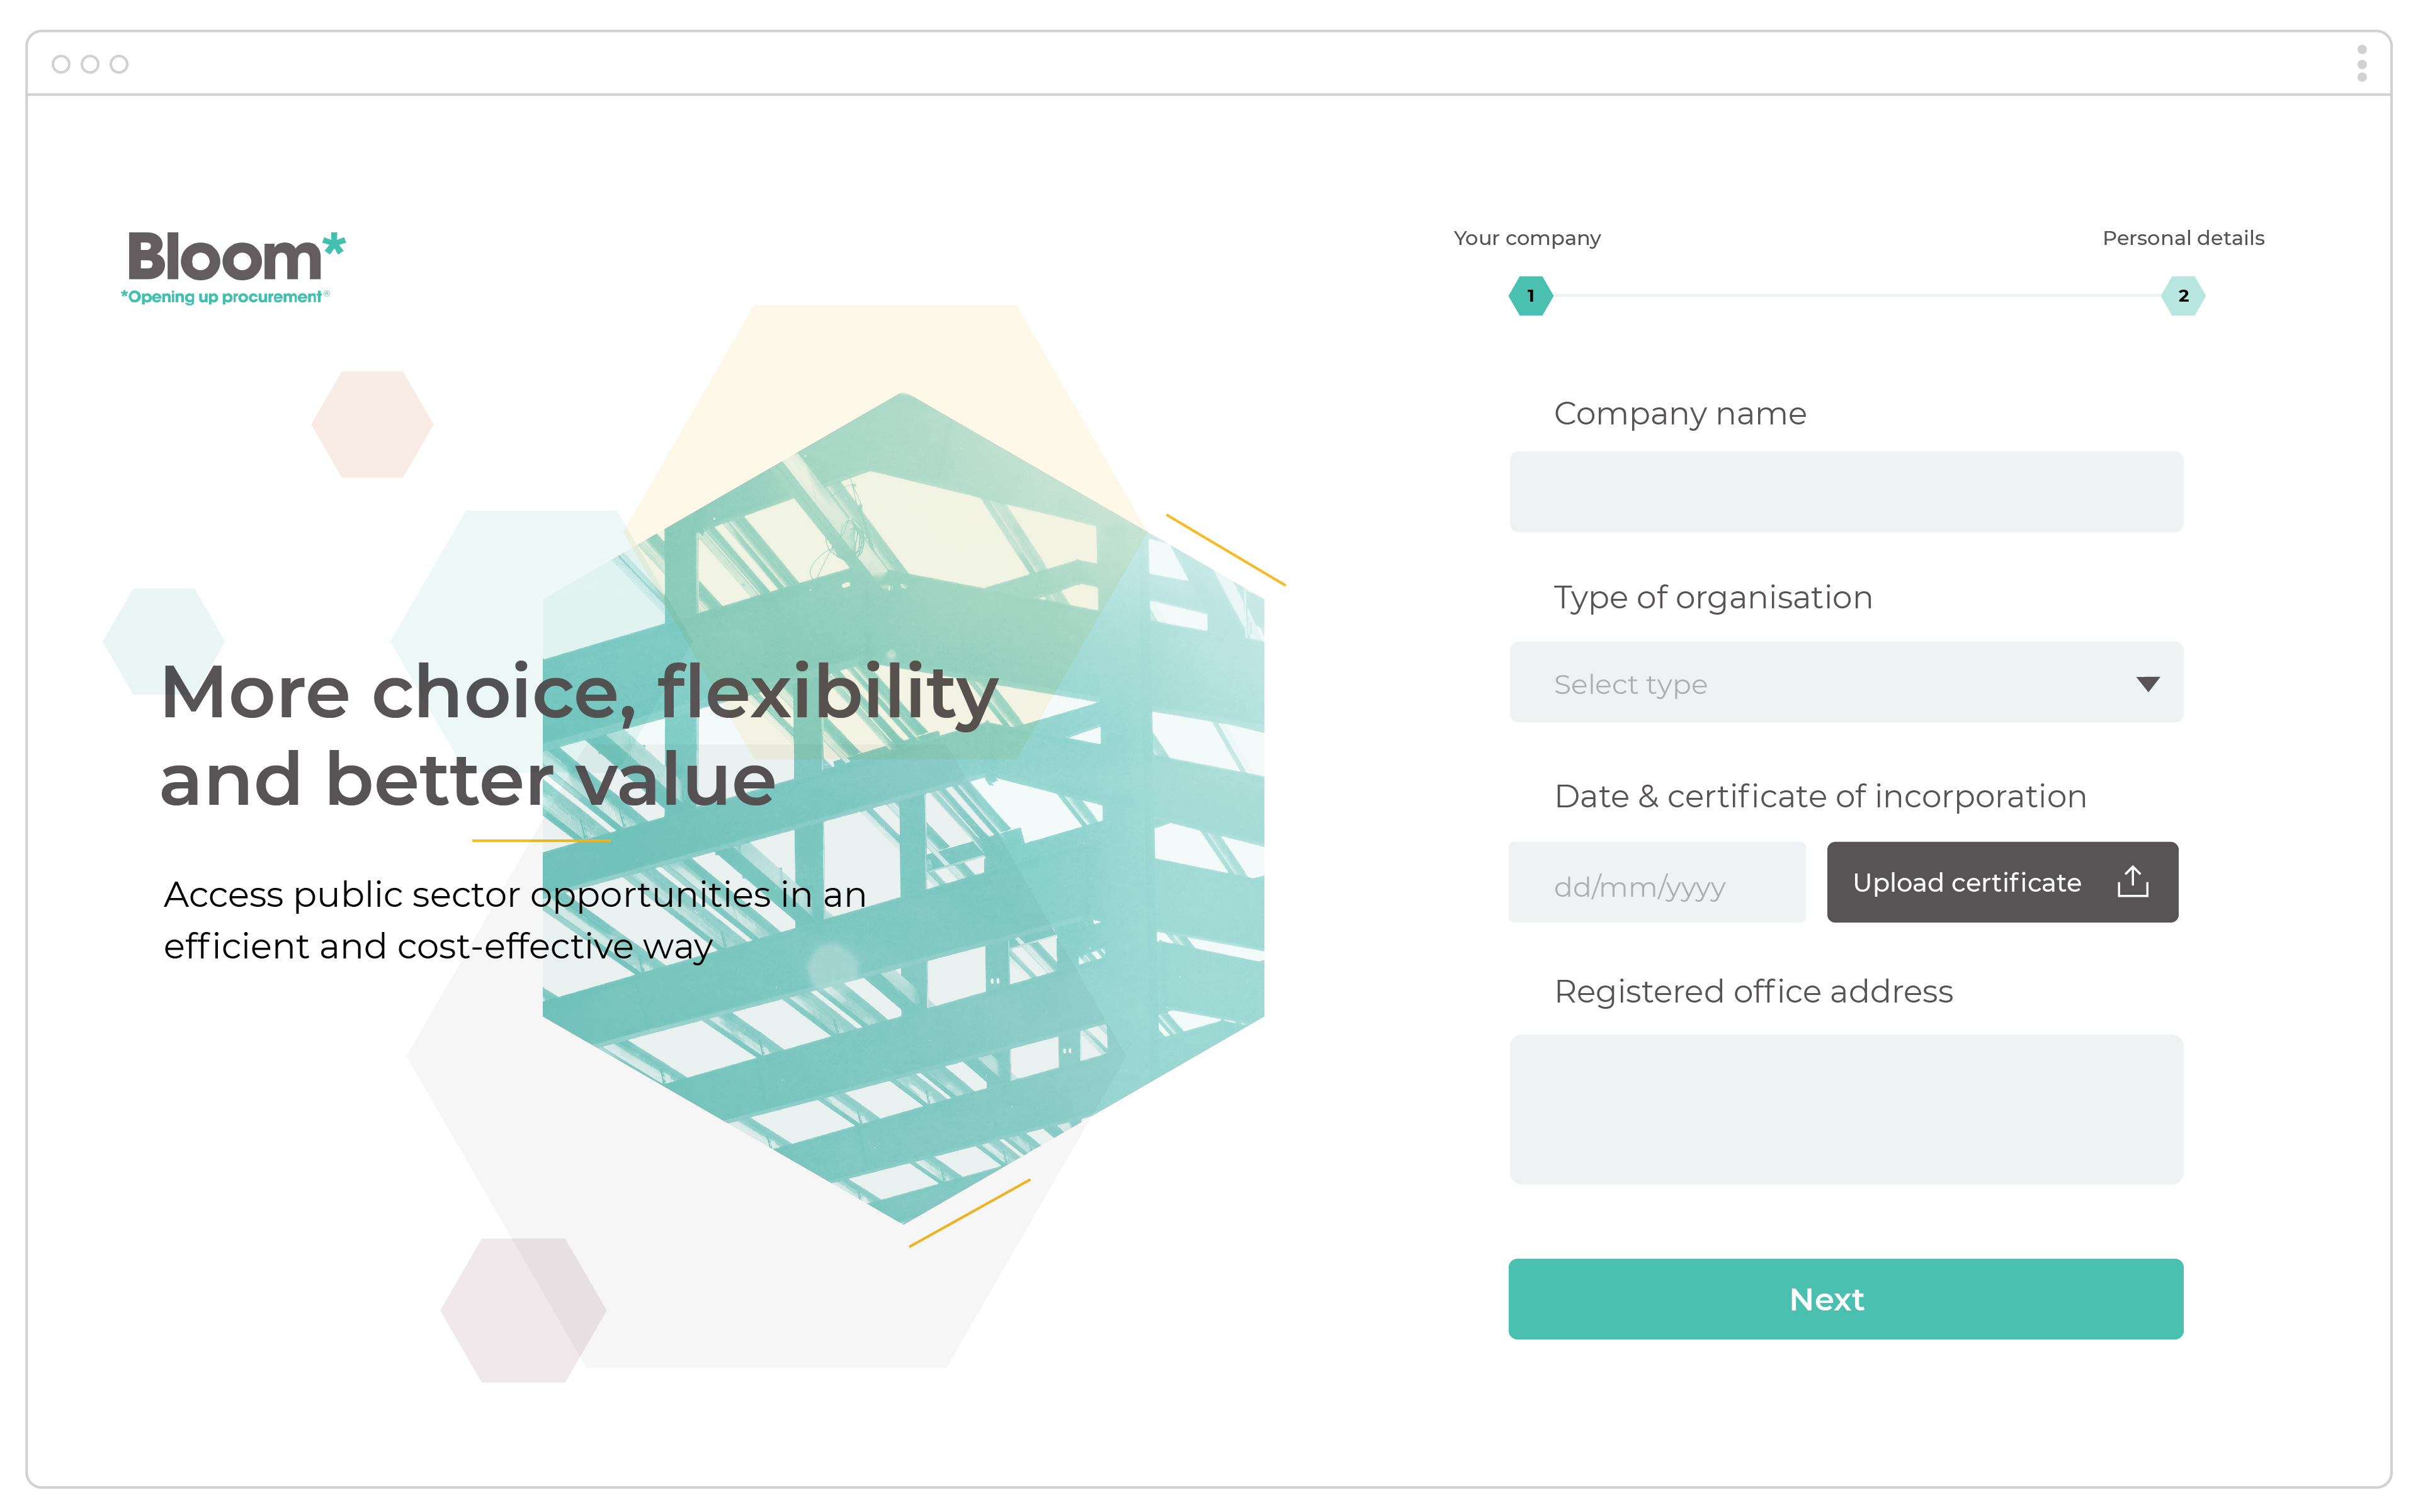 Bloom*
*Opening up procurement®
More choice, flexibility
and better value
Access public sector opportunities in an
efficient and cost-effective way
Your company
Personal details
1
2
Company name
Type of organisation
Select type
Date & certificate of incorporation
dd/mm/yyyy
Upload certificate
Registered office address
Next